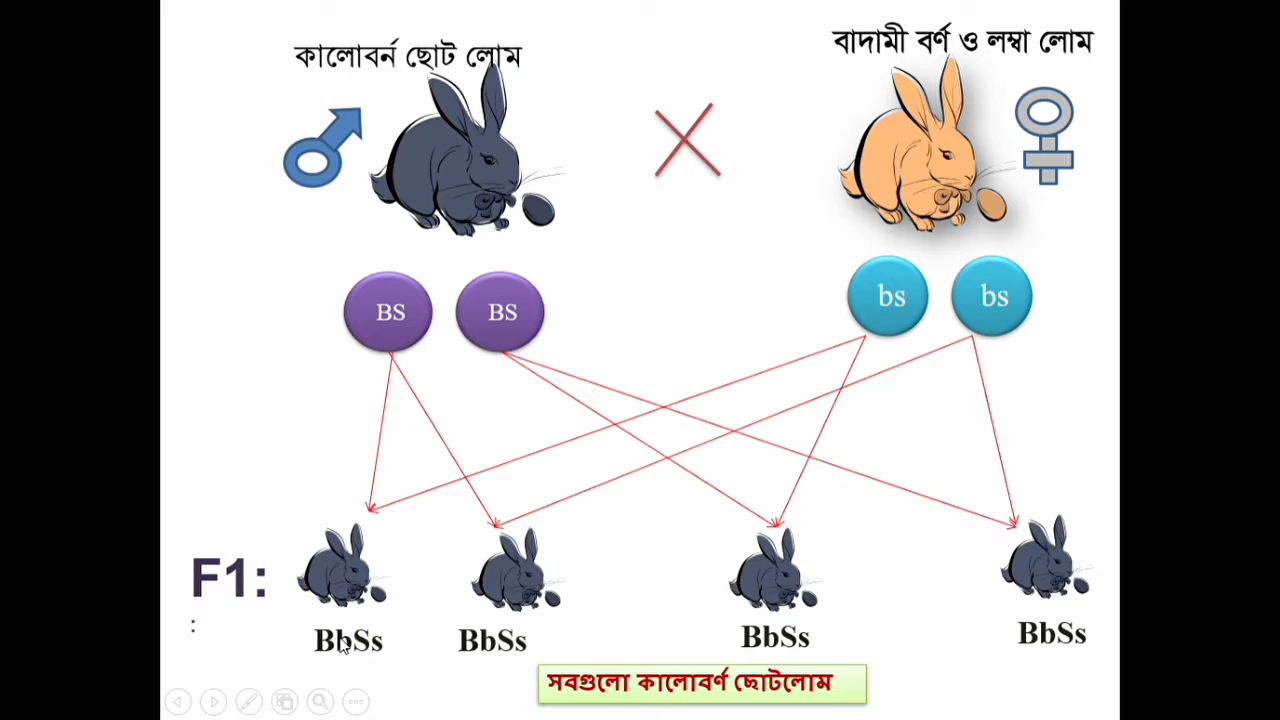 কালোবর্ন ছোট লোম
বাদামী বর্ণ ও লম্বা লোম
BS BS
bs bs
F1:
:
BbSs BbSs BbSs BbSs
সবগুলো কালোবর্ণ ছোটলোম